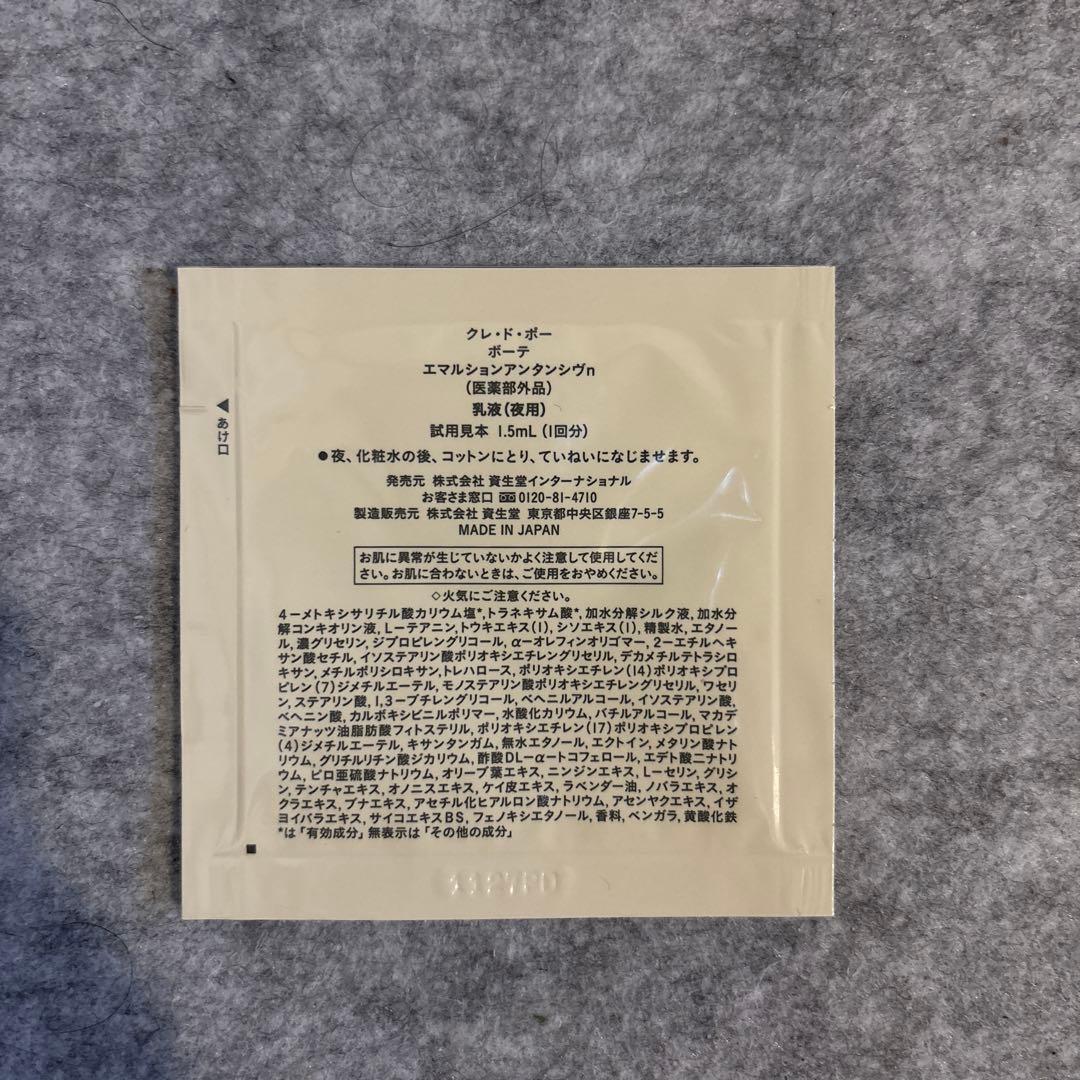 クレ・ド・ポー
ボーテ
エマルションアンタンシヴn
(医薬部外品)
乳液(夜用)
試用見本 1.5mL (1回分)
●夜、化粧水の後、コットンにとり、ていねいになじませます。
発売元 株式会社 資生堂インターナショナル
お客さま窓口 0120-81-4710
製造販売元 株式会社 資生堂 東京都中央区銀座7-5-5
MADE IN JAPAN
お肌に異常が生じていないかよく注意して使用してくだ
さい。お肌に合わないときは、ご使用をおやめください。
◇火気にご注意ください。
4-メトキシサリチル酸カリウム塩*,トラネキサム酸*, 加水分解シルク液, 加水分
解コンキオリン液, L-テアニン,トウキエキス(1), シソエキス(1), 精製水, エタノー
ル, 濃グリセリン, ジプロピレングリコール, α-オレフィンオリゴマー, 2-エチルヘキ
サン酸セチル, イソステアリン酸ポリオキシエチレングリセリル, デカメチルテトラシロ
キサン, メチルポリシロキサン,トレハロース, ポリオキシエチレン(14)ポリオキシプロ
ピレン(7)ジメチルエーテル, モノステアリン酸ポリオキシエチレングリセリル, ワセリ
ン, ステアリン酸, 1,3-ブチレングリコール, ベヘニルアルコール, イソステアリン酸,
ベヘニン酸, カルボキシビニルポリマー, 水酸化カリウム, バチルアルコール, マカデ
ミアナッツ油脂肪酸フィトステリル, ポリオキシエチレン(17)ポリオキシプロピレン
(4)ジメチルエーテル, キサンタンガム, 無水エタノール, エクトイン, メタリン酸ナト
リウム, グリチルリチン酸ジカリウム, 酢酸DL-α-トコフェロール, エデト酸二ナトリ
ウム, ピロ亜硫酸ナトリウム, オリーブ葉エキス, ニンジンエキス, L-セリン, グリシ
ン, テンチャエキス, オノニスエキス, ケイ皮エキス, ラベンダー油, ノバラエキス, オ
クラエキス, ブナエキス, アセチル化ヒアルロン酸ナトリウム, アセンヤクエキス, イザ
ヨイバラエキス, サイコエキスBS, フェノキシエタノール, 香料, ベンガラ, 黄酸化鉄
*は「有効成分」無表示は「その他の成分」
◀あけ口